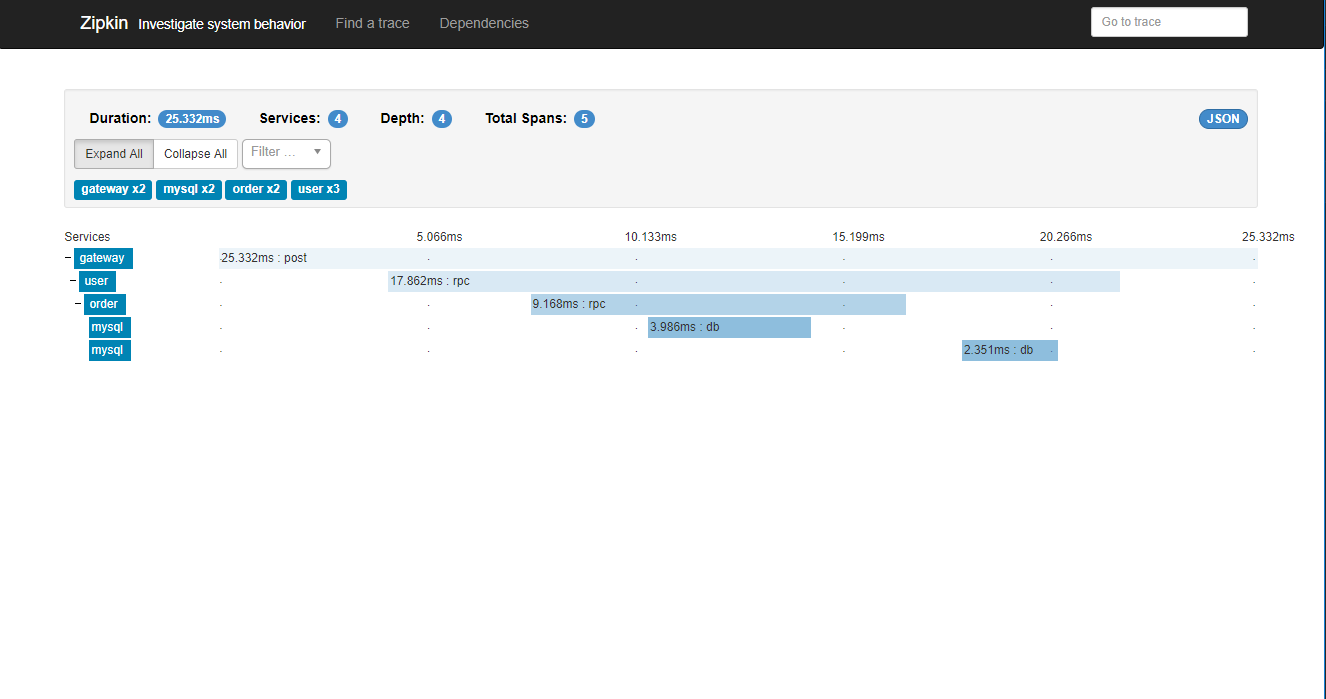 Zipkin Investigate system behavior Find a trace Dependencies Go to trace
Duration: 25.332ms Services: 4 Depth: 4 Total Spans: 5 JSON
Expand All Collapse All Filter ...
gateway x2 mysql x2 order x2 user x3
Services 5.066ms 10.133ms 15.199ms 20.266ms 25.332ms
gateway 25.332ms : post
user 17.862ms : rpc
order 9.168ms : rpc
mysql 3.986ms : db
mysql 2.351ms : db